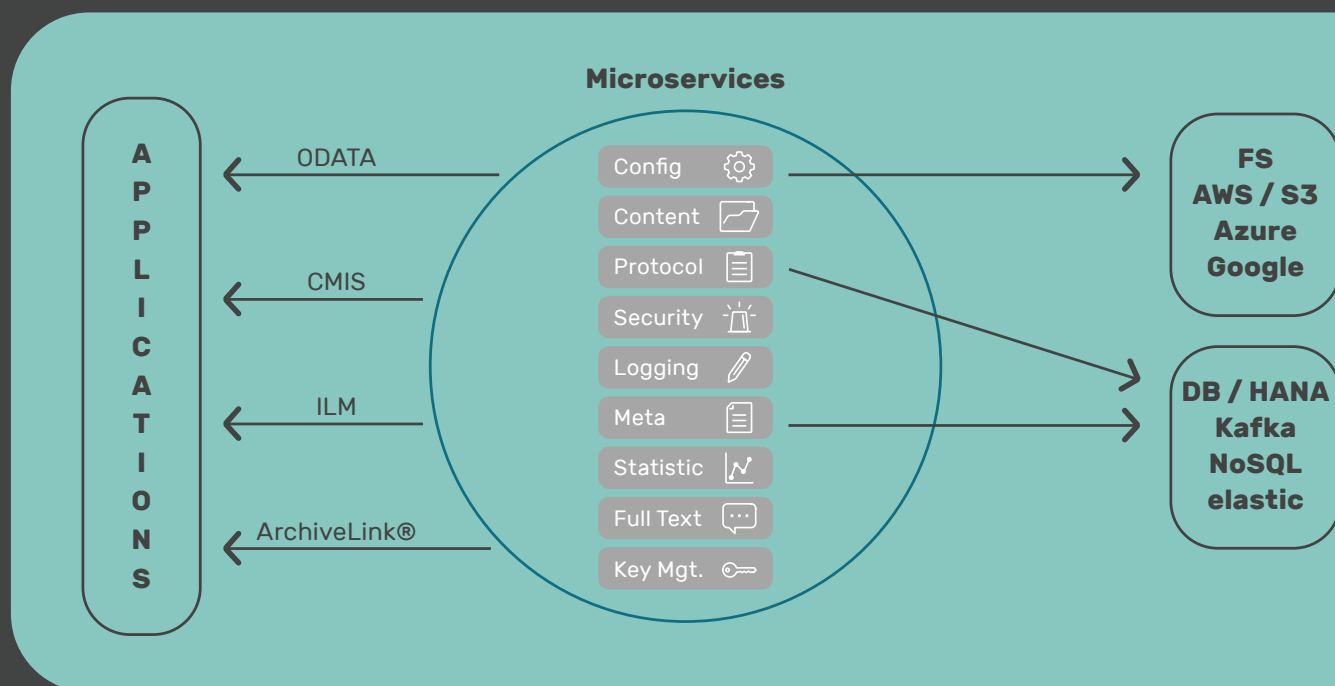 Microservices
APPLICATIONS
ODATA
CMIS
ILM
ArchiveLink®
Config
Content
Protocol
Security
Logging
Meta
Statistic
Full Text
Key Mgt.
FS
AWS / S3
Azure
Google
DB / HANA
Kafka
NoSQL
elastic